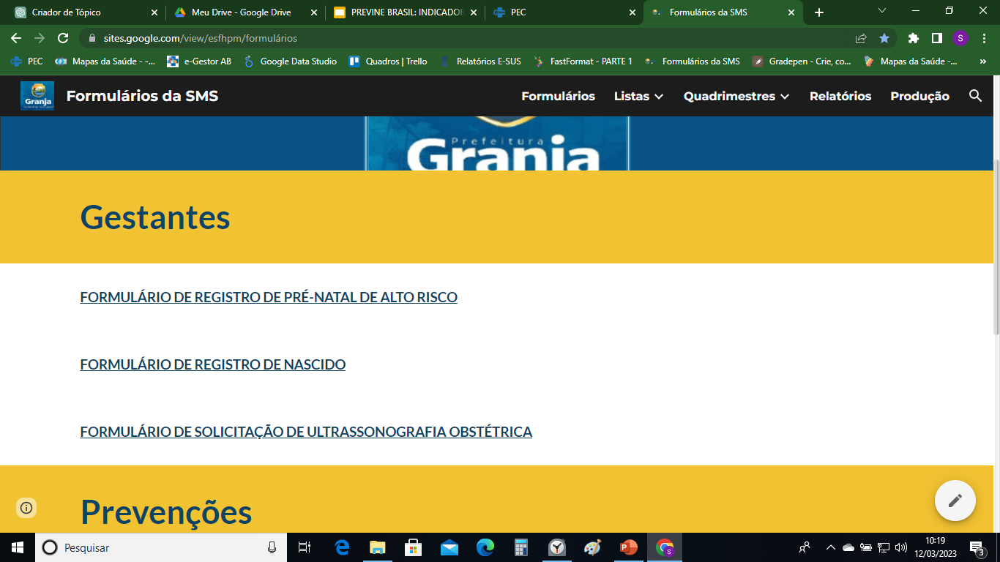 Criador de Tópico
Meu Drive - Google Drive
PREVINE BRASIL: INDICADOR
PEC
Formulários da SMS
sites.google.com/view/esfhpm/formulários
S
PEC
Mapas da Saúde - -...
e-Gestor AB
Google Data Studio
Quadros | Trello
Relatórios E-SUS
FastFormat - PARTE 1
Formulários da SMS
Gradepen - Crie, co...
Mapas da Saúde -...
»
Granja
Formulários da SMS
Formulários
Listas
Quadrimestres
Relatórios
Produção
Prefeitura
Granja
Gestantes
FORMULÁRIO DE REGISTRO DE PRÉ-NATAL DE ALTO RISCO
FORMULÁRIO DE REGISTRO DE NASCIDO
FORMULÁRIO DE SOLICITAÇÃO DE ULTRASSONOGRAFIA OBSTÉTRICA
Prevenções
Pesquisar
10:19
12/03/2023
3